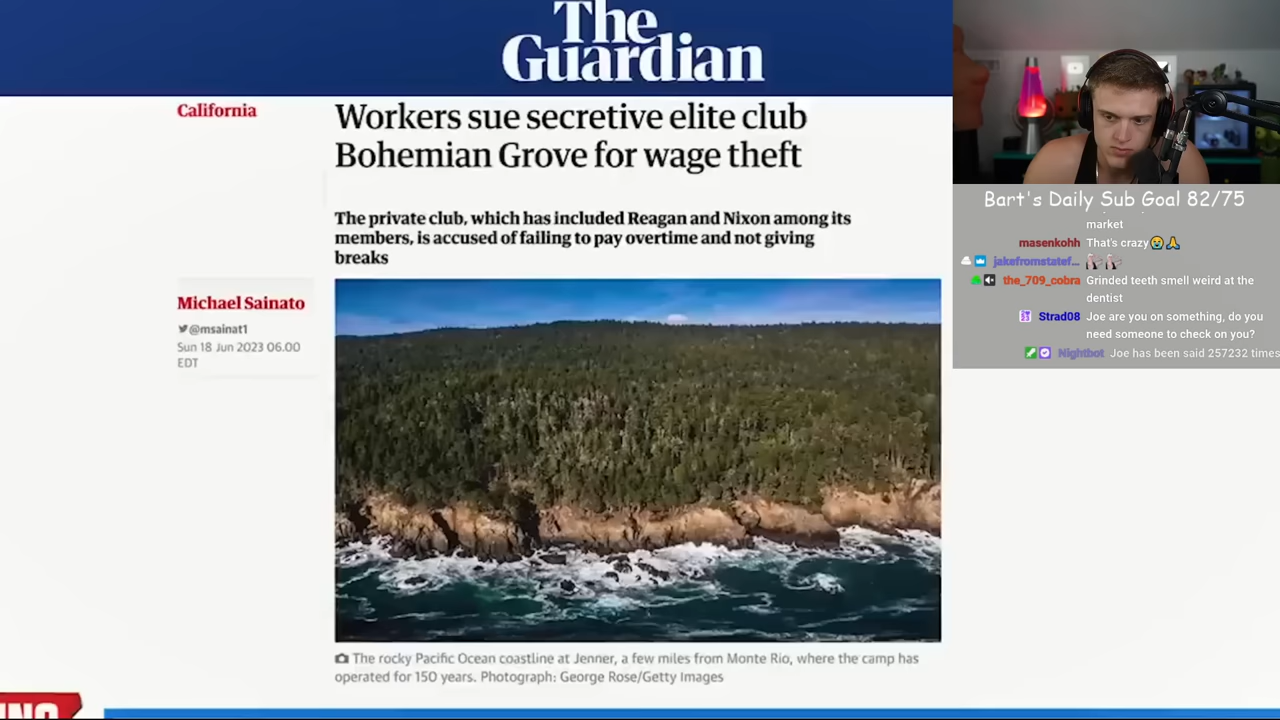 The
Guardian
California
Workers sue secretive elite club
Bohemian Grove for wage theft
The private club, which has included Reagan and Nixon among its
members, is accused of failing to pay overtime and not giving
breaks
Michael Sainato
@msainat1
Sun 18 Jun 2023 06.00
EDT
The rocky Pacific Ocean coastline at Jenner, a few miles from Monte Rio, where the camp has
operated for 150 years. Photograph: George Rose/Getty Images
Bart's Daily Sub Goal 82/75
market
masenkohh That's crazy😭🙏
jakefromstatef...
the_709_cobra Grinded teeth smell weird at the
dentist
Strad08 Joe are you on something, do you
need someone to check on you?
Nightbot Joe has been said 257232 times